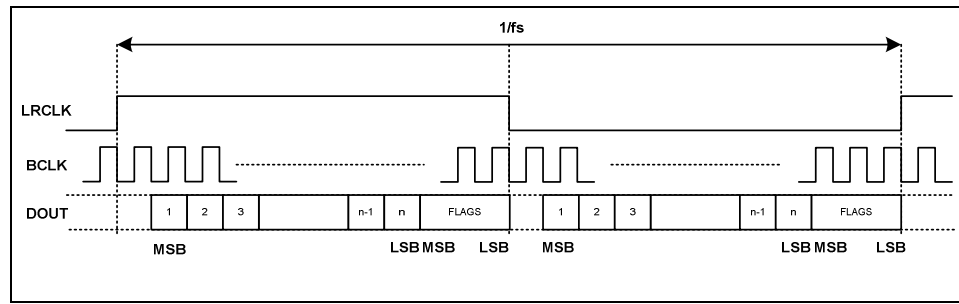 1/fs
LRCLK
BCLK
DOUT 1 2 3 n-1 n FLAGS 1 2 3 n-1 n FLAGS
MSB LSB MSB LSB MSB LSB MSB LSB